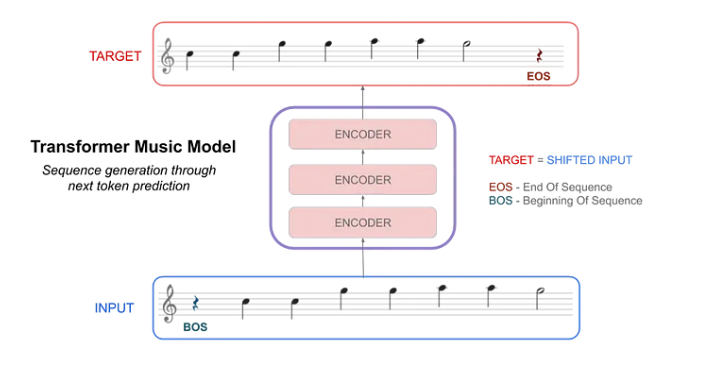 TARGET
EOS
Transformer Music Model
Sequence generation through
next token prediction
ENCODER
ENCODER
ENCODER
TARGET = SHIFTED INPUT
EOS - End Of Sequence
BOS - Beginning Of Sequence
INPUT
BOS